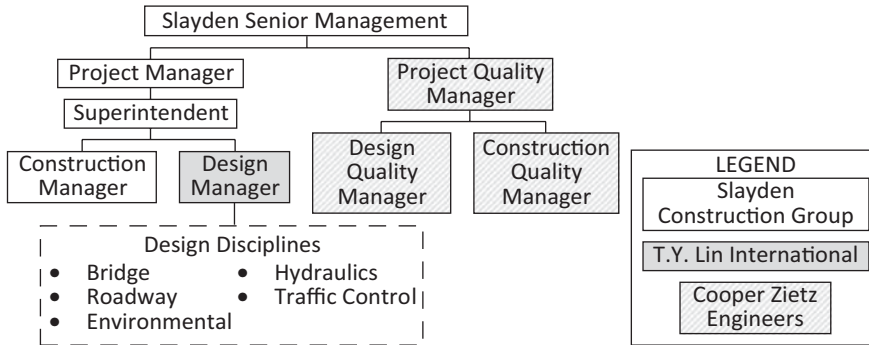 Slayden Senior Management
Project Manager
Project Quality
Manager
Superintendent
Construction
Manager
Design
Manager
Design
Quality
Manager
Construction
Quality
Manager
Design Disciplines
• Bridge
• Roadway
• Environmental
• Hydraulics
• Traffic Control
LEGEND
Slayden
Construction Group
T.Y. Lin International
Cooper Zietz
Engineers